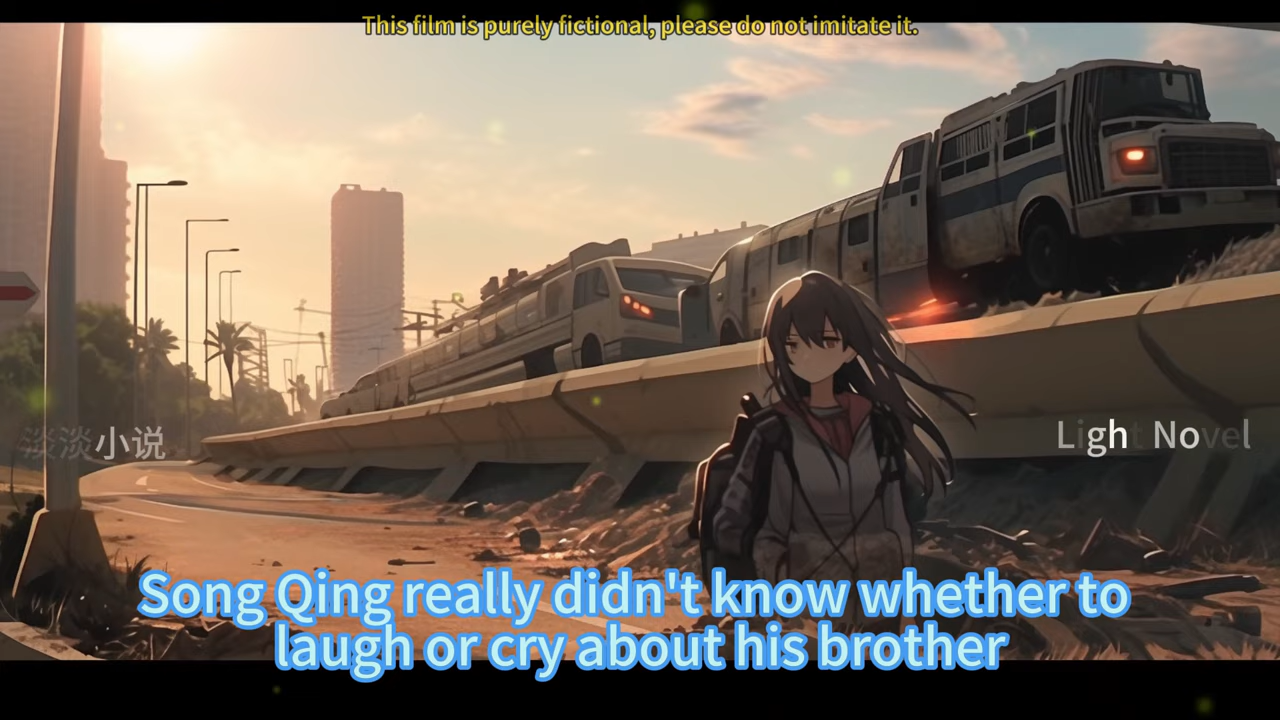 This film is purely fictional, please do not imitate it.
淡淡小说
Light Novel
Song Qing really didn't know whether to
laugh or cry about his brother